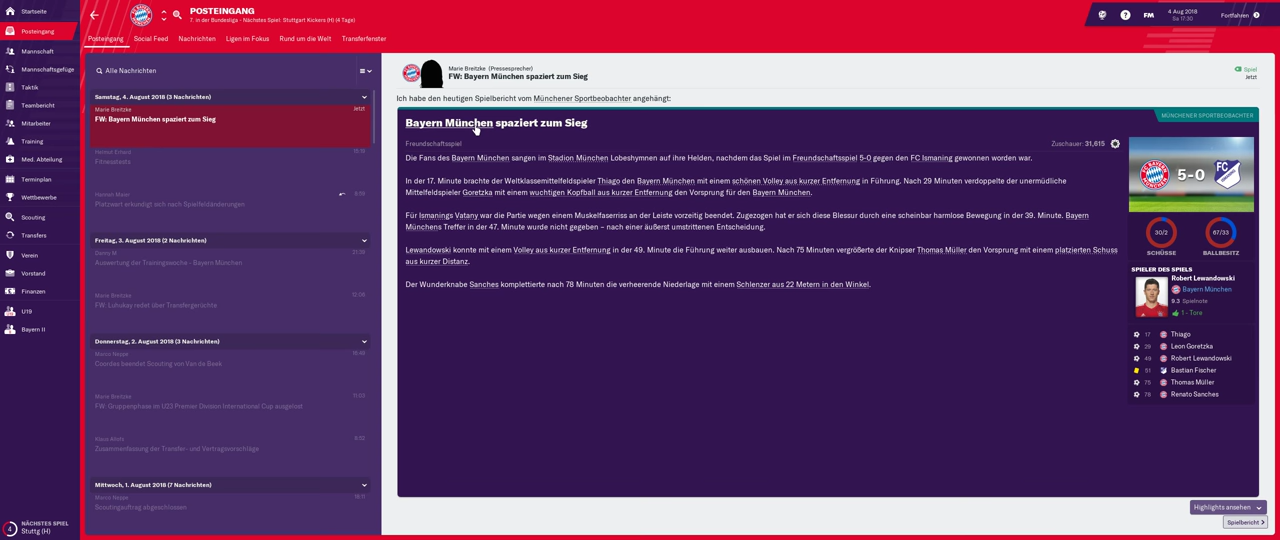 Startseite
Posteingang
Mannschaft
Mannschaftsgefüge
Taktik
Teambericht
Mitarbeiter
Training
Med. Abteilung
Terminplan
Wettbewerbe
Scouting
Transfers
Verein
Vorstand
Finanzen
U19
Bayern II
4
NÄCHSTES SPIEL
Stuttg (H)
POSTEINGANG
7. in der Bundesliga - Nächstes Spiel: Stuttgart Kickers (H) (4 Tage)
FM
4 Aug 2018
Sa 17:30
Fortfahren
Posteingang Social Feed Nachrichten Ligen im Fokus Rund um die Welt Transferfenster
Alle Nachrichten
Samstag, 4. August 2018 (3 Nachrichten)
Marie Breitzke Jetzt
FW: Bayern München spaziert zum Sieg
Fitnesstests
Platzwart erkundigt sich nach Spielfeldänderungen
Freitag, 3. August 2018 (2 Nachrichten)
Danny M
Auswertung der Trainingswoche - Bayern München
Marie Breitzke
FW: Luhukay redet über Transfergerüchte
Donnerstag, 2. August 2018 (3 Nachrichten)
Marco Neppe
Coordes beendet Scouting von Van de Beek
Marie Breitzke
FW: Gruppenphase im U23 Premier Division International Cup ausgelost
Zusammenfassung der Transfer- und Vertragsvorschläge
Mittwoch, 1. August 2018 (7 Nachrichten)
Marco Neppe
Scoutingauftrag abgeschlossen
Marie Breitzke (Pressesprecher)
FW: Bayern München spaziert zum Sieg
Spiel
Jetzt
Ich habe den heutigen Spielbericht vom Münchener Sportbeobachter angehängt:
MÜNCHENER SPORTBEOBACHTER
Bayern München spaziert zum Sieg
Freundschaftsspiel Zuschauer: 31,615
Die Fans des Bayern München sangen im Stadion München Lobeshymnen auf ihre Helden, nachdem das Spiel im Freundschaftsspiel 5-0 gegen den FC Ismaning gewonnen worden war.
In der 17. Minute brachte der Weltklassemittelfeldspieler Thiago den Bayern München mit einem schönen Volley aus kurzer Entfernung in Führung. Nach 29 Minuten verdoppelte der unermüdliche
Mittelfeldspieler Goretzka mit einem wuchtigen Kopfball aus kurzer Entfernung den Vorsprung für den Bayern München.
Für Ismanings Vatany war die Partie wegen einem Muskelfaserriss an der Leiste vorzeitig beendet. Zugezogen hat er sich diese Blessur durch eine scheinbar harmlose Bewegung in der 39. Minute. Bayern
Münchens Treffer in der 47. Minute wurde nicht gegeben – nach einer äußerst umstrittenen Entscheidung.
Lewandowski konnte mit einem Volley aus kurzer Entfernung in der 49. Minute die Führung weiter ausbauen. Nach 75 Minuten vergrößerte der Knipser Thomas Müller den Vorsprung mit einem platzierten Schuss
aus kurzer Distanz.
Der Wunderknabe Sanches komplettierte nach 78 Minuten die verheerende Niederlage mit einem Schlenzer aus 22 Metern in den Winkel.
5-0
30/2 67/33
SCHÜSSE BALLBESITZ
SPIELER DES SPIELS
Robert Lewandowski
Bayern München
9.3 Spielnote
1 - Tore
17 Thiago
29 Leon Goretzka
49 Robert Lewandowski
51 Bastian Fischer
75 Thomas Müller
78 Renato Sanches
Highlights ansehen
Spielbericht